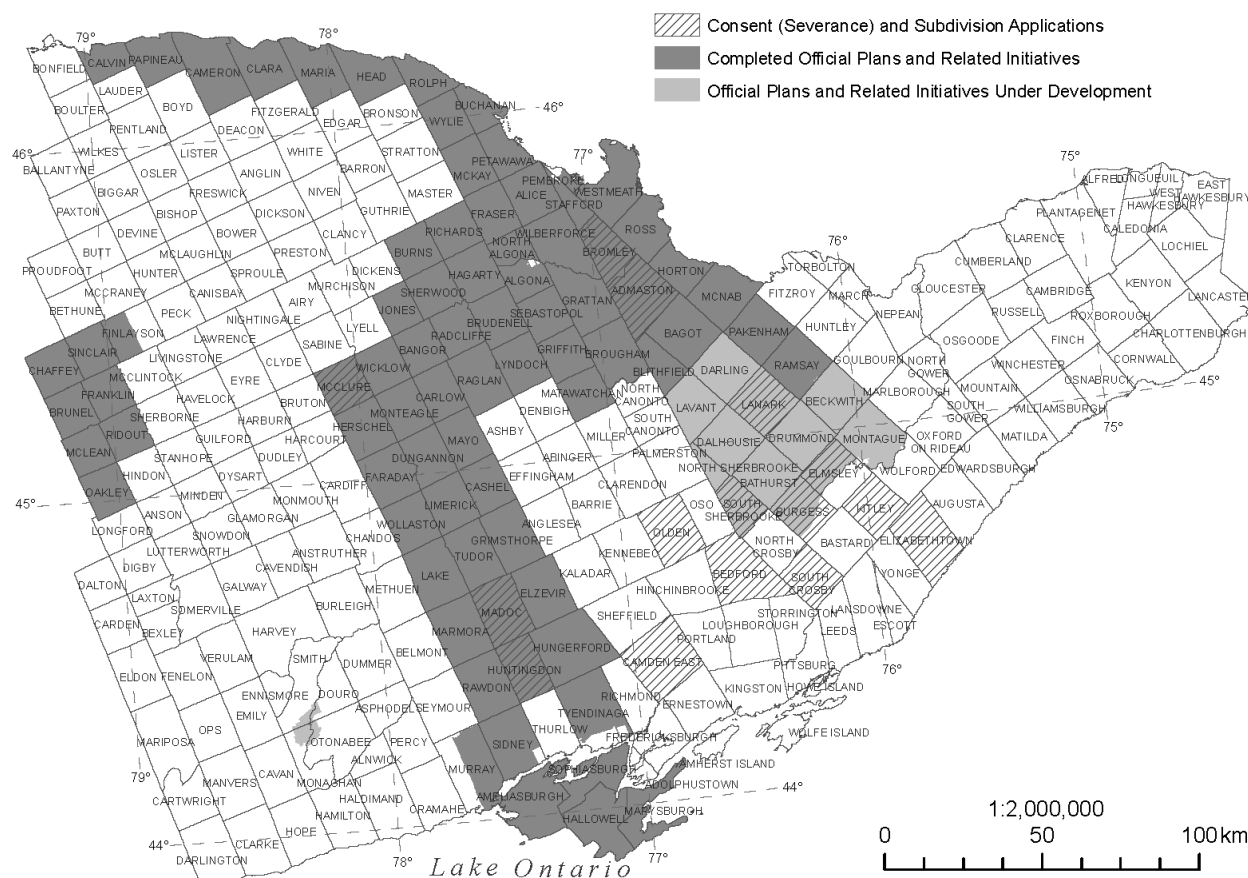 Consent (Severance) and Subdivision Applications
Completed Official Plans and Related Initiatives
Official Plans and Related Initiatives Under Development
79° 78°
BONFIELD CALVIN PAPINEAU CAMERON CLARA MARIA HEAD ROLPH
BOULTER LAUDER BOYD FITZGERALD EDGAR BRONSON WYLIE BUCHANAN 46°
PENTLAND DEACON
46° WILKES LISTER WHITE STRATTON 77° 75°
BALLANTYNE OSLER ANGLIN BARRON MCKAY PETAWAWA
BIGGAR FRESWICK NIVEN MASTER ALICE PEMBROKE WESTMEATH ALFRED LONGUEUIL EAST
PAXTON BISHOP DICKSON GUTHRIE FRASER STAFFORD PLANTAGENET WEST HAWKESBURY
HAWKESBURY
DEVINE BOWER CLANCY RICHARDS WILBERFORCE ROSS 76° CLARENCE CALEDONIA
BUTT MCLAUGHLIN PRESTON BURNS NORTH ALGONA BROMLEY LOCHIEL
PROUDFOOT HUNTER SPROULE DICKENS HAGARTY HORTON TORBOLTON CUMBERLAND
MCCRANEY CANISBAY MURCHISON SHERWOOD ALGONA ADMASTON MCNAB FITZROY MARCH GLOUCESTER CAMBRIDGE KENYON LANCASTER
BETHUNE PECK AIRY JONES GRATTAN
FINLAYSON NIGHTINGALE LYELL BRUDENELL SEBASTOPOL HUNTLEY NEPEAN RUSSELL ROXBOROUGH
SINCLAIR LAWRENCE SABINE RADCLIFFE BAGOT PAKENHAM OSGOODE FINCH CHARLOTTENBURGH
CHAFFEY LIVINGSTONE CLYDE BANGOR GRIFFITH BROUGHAM RAMSAY GOULBOURN NORTH
GOWER WINCHESTER CORNWALL
MCCLINTOCK EYRE MCCLURE WICKLOW LYNDOCH BLITHFIELD DARLING OSNABRUCK 45°
FRANKLIN HAVELOCK BRUTON RAGLAN MATAWATCHAN NORTH
CANONTO LANARK BECKWITH MARLBOROUGH MOUNTAIN
BRUNEL SHERBORNE HARBURN MONTEAGLE CARLOW DENBIGH LAVANT SOUTH
GOWER WILLIAMSBURGH 75°
RIDOUT GUILFORD HARCOURT HERSCHEL ASHBY MILLER SOUTH
CANONTO DALHOUSIE DRUMMOND MONTAGUE OXFORD
ON RIDEAU MATILDA
MCLEAN STANHOPE DUDLEY MAYO ABINGER PALMERSTON
HINDON DYSART DUNGANNON EFFINGHAM NORTH SHERBROOKE ELMSLEY WOLFORD EDWARDSBURGH
OAKLEY MINDEN CARDIFF FARADAY CASHEL CLARENDON BATHURST
45° ANSON MONMOUTH LIMERICK BARRIE OSO SOUTH
SHERBROOKE BURGESS KITLEY AUGUSTA
LONGFORD GLAMORGAN WOLLASTON ANGLESEA OLDEN
SNOWDON CHANDOS GRIMSTHORPE NORTH
CROSBY BASTARD ELIZABETHTOWN
LUTTERWORTH ANSTRUTHER TUDOR KENNEBEC
DIGBY CAVENDISH LAKE KALADAR BEDFORD SOUTH
CROSBY YONGE
DALTON GALWAY METHUEN ELZEVIR HINCHINBROOKE
LAXTON SOMERVILLE BURLEIGH MADOC SHEFFIELD STORRINGTON LANSDOWNE
CARDEN BEXLEY HARVEY MARMORA LOUGHBOROUGH LEEDS ESCOTT
VERULAM SMITH BELMONT HUNGERFORD PORTLAND
ELDON FENELON DUMMER HUNTINGDON CAMDEN EAST PITTSBURG 76°
ENNISMORE DOURO RAWDON RICHMOND KINGSTON HOWE ISLAND
OPS EMILY ASPHODEL SEYMOUR TYENDINAGA ERNESTOWN
MARIPOSA OTONABEE PERCY SIDNEY THURLOW FREDERICKSBURGH WOLFE ISLAND
79° MANVERS CAVAN ALNWICK MURRAY SOPHIASBURGH AMHERST ISLAND
MONAGHAN ADOLPHUSTOWN 44°
CARTWRIGHT HALDIMAND CRAMAHE AMELIASBURGH MARYSBURGH
HAMILTON HALLOWELL
44° CLARKE HOPE
DARLINGTON 78° 77°
Lake Ontario
1:2,000,000
0 50 100 km